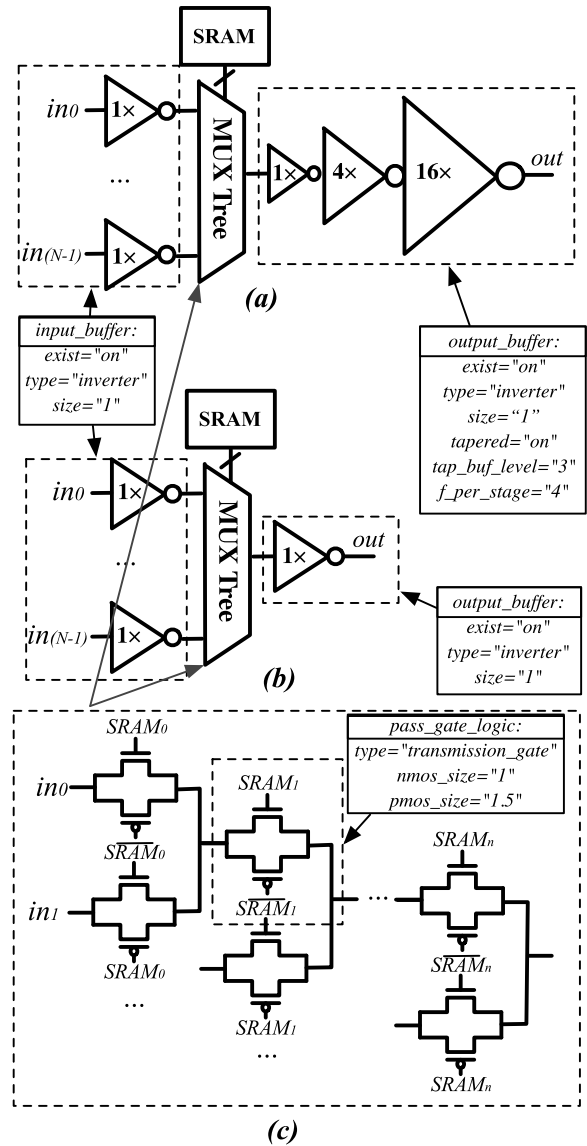 SRAM
in0
1×
...
MUX Tree
1×
4×
16×
out
in(N-1)
1×
(a)
input_buffer:
exist="on"
type="inverter"
size="1"
output_buffer:
exist="on"
type="inverter"
size=“1”
tapered="on"
tap_buf_level="3"
f_per_stage="4"
SRAM
in0
1×
...
MUX Tree
1×
out
in(N-1)
1×
(b)
output_buffer:
exist="on"
type="inverter"
size="1"
pass_gate_logic:
type="transmission_gate"
nmos_size="1"
pmos_size="1.5"
SRAM0
in0
SRAM0
in1
SRAM0
...
SRAM1
SRAM1
SRAM1
...
...
SRAMn
SRAMn
SRAMn
(c)